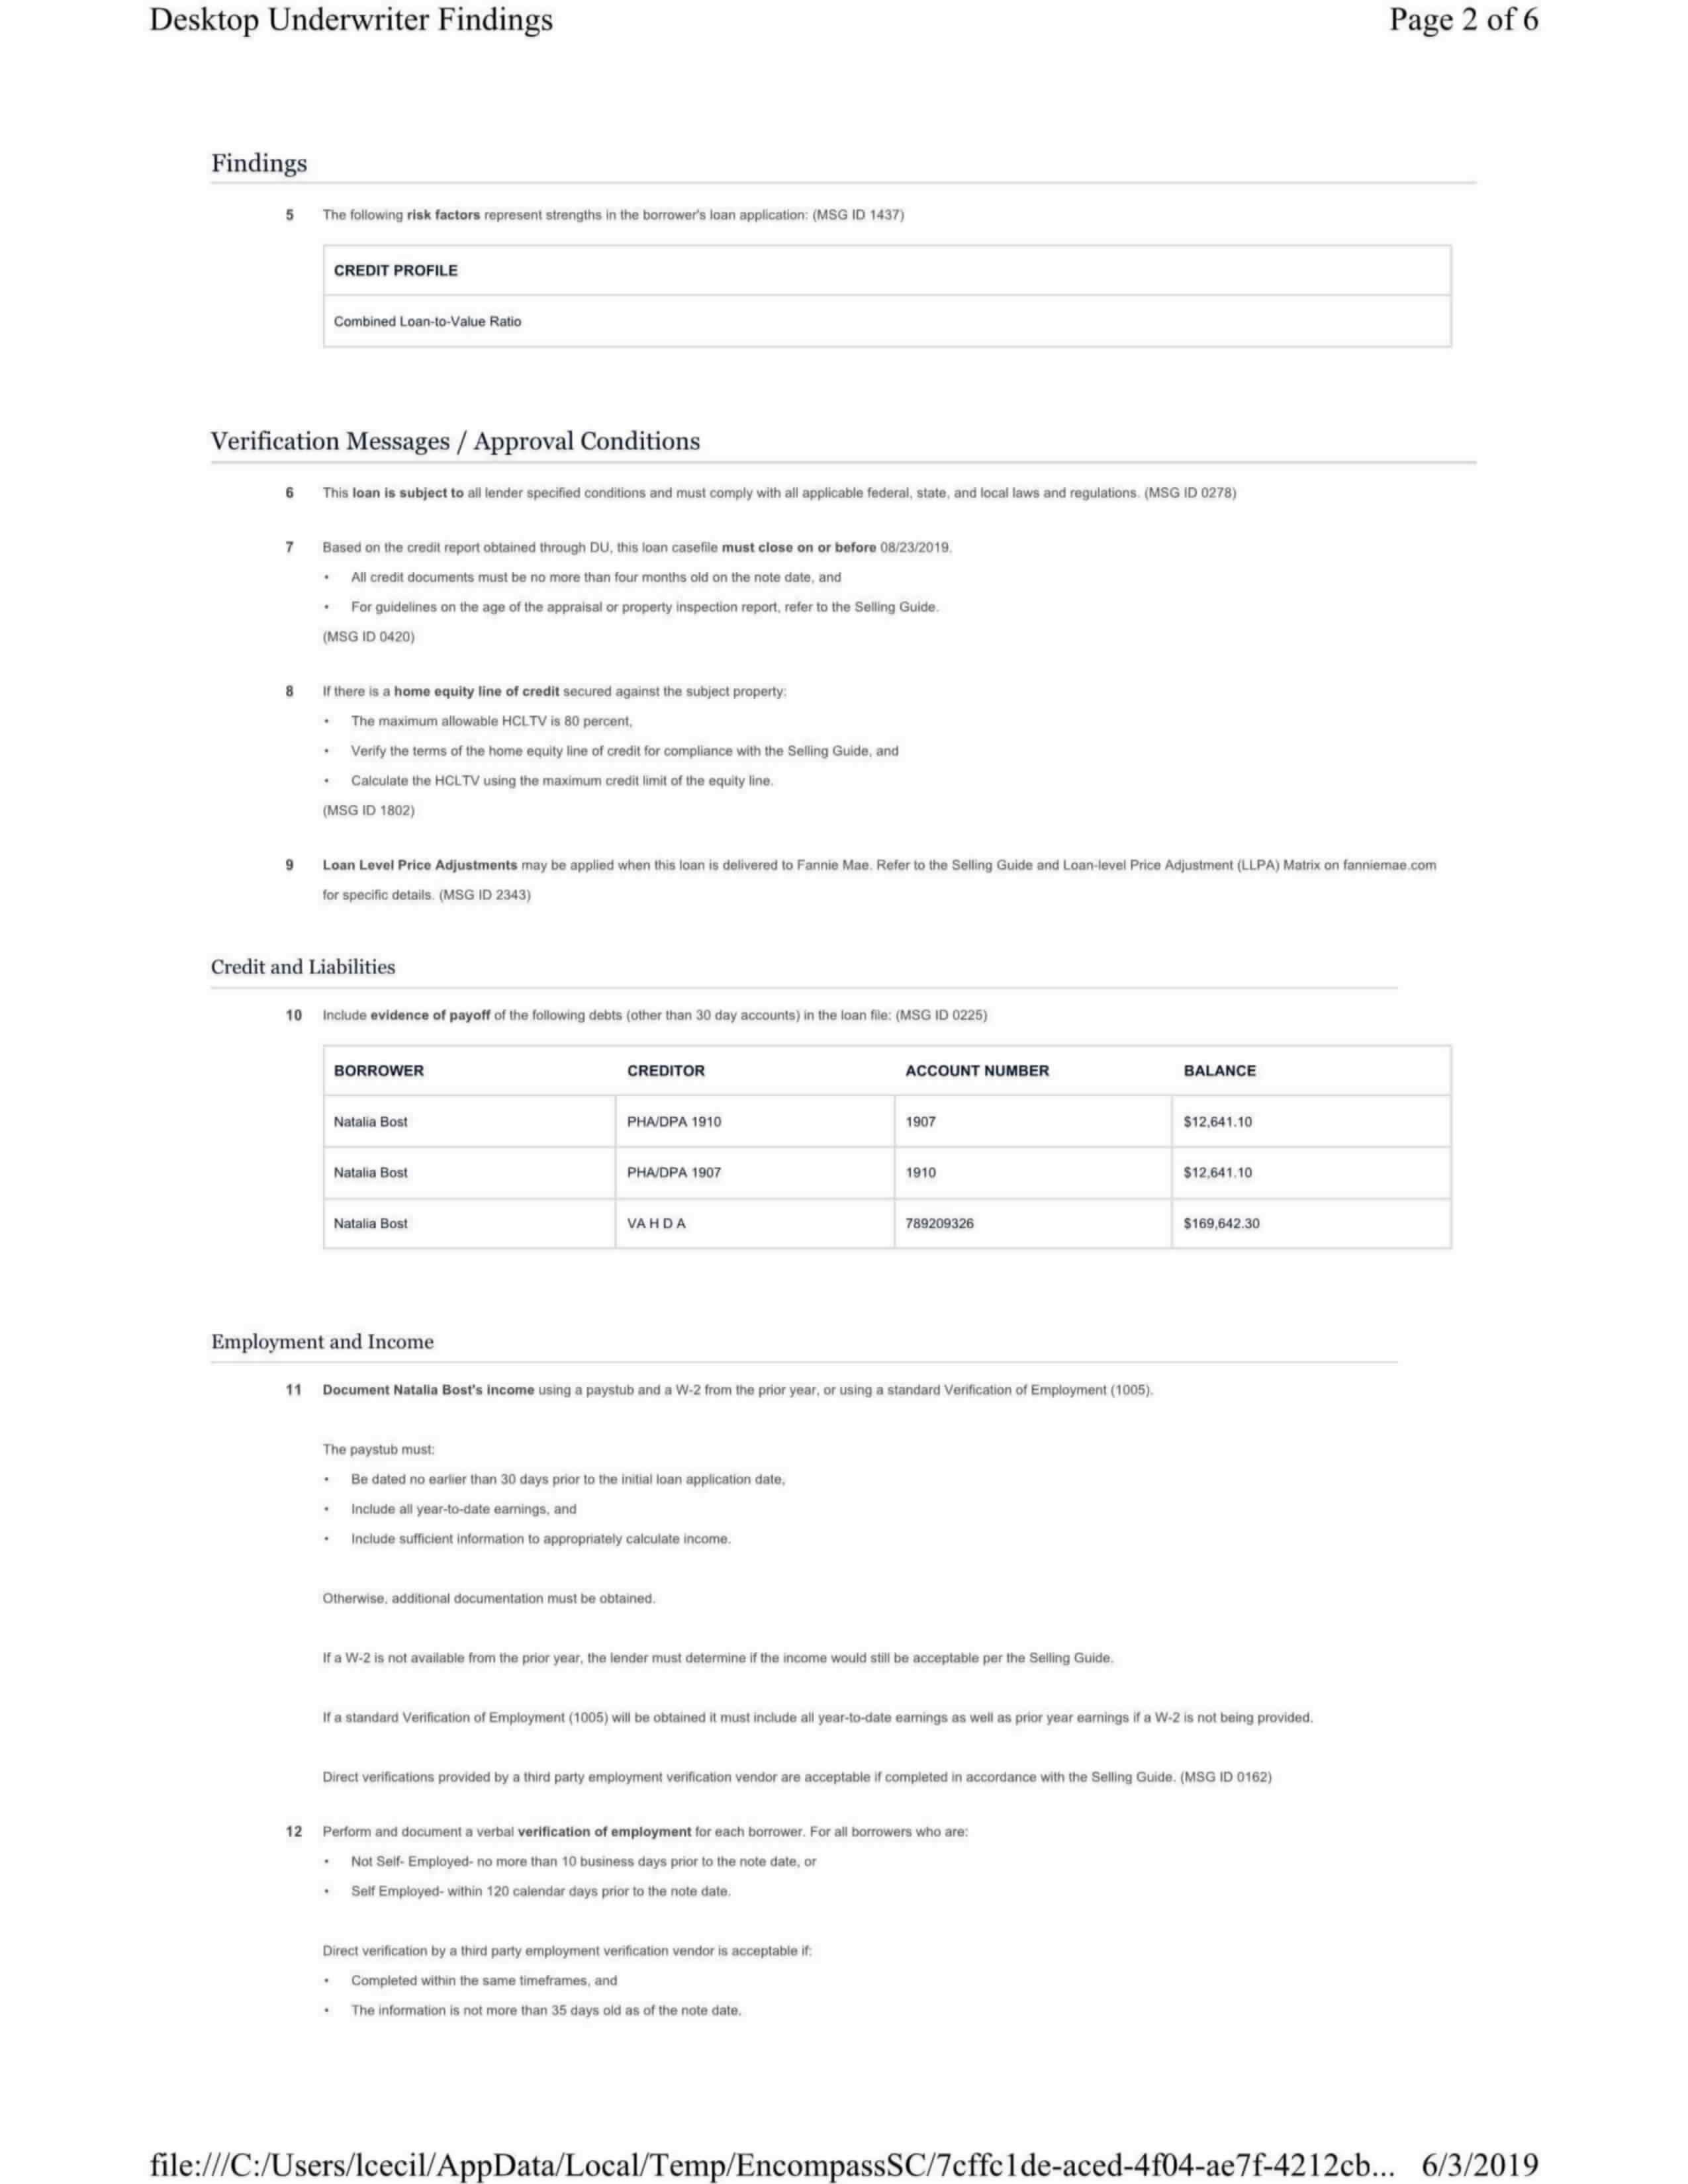 Desktop Underwriter Findings Page 2 of 6
Findings
5 The following risk factors represent strengths in the borrower's loan application: (MSG ID 1437)
CREDIT PROFILE
Combined Loan-to-Value Ratio
Verification Messages / Approval Conditions
6 This loan is subject to all lender specified conditions and must comply with all applicable federal, state, and local laws and regulations. (MSG ID 0278)
7 Based on the credit report obtained through DU, this loan casefile must close on or before 08/23/2019.
• All credit documents must be no more than four months old on the note date, and
• For guidelines on the age of the appraisal or property inspection report, refer to the Selling Guide.
(MSG ID 0420)
8 If there is a home equity line of credit secured against the subject property:
• The maximum allowable HCLTV is 80 percent,
• Verify the terms of the home equity line of credit for compliance with the Selling Guide, and
• Calculate the HCLTV using the maximum credit limit of the equity line.
(MSG ID 1802)
9 Loan Level Price Adjustments may be applied when this loan is delivered to Fannie Mae. Refer to the Selling Guide and Loan-level Price Adjustment (LLPA) Matrix on fanniemae.com
for specific details. (MSG ID 2343)
Credit and Liabilities
10 Include evidence of payoff of the following debts (other than 30 day accounts) in the loan file: (MSG ID 0225)
BORROWER CREDITOR ACCOUNT NUMBER BALANCE
Natalia Bost PHA/DPA 1910 1907 $12,641.10
Natalia Bost PHA/DPA 1907 1910 $12,641.10
Natalia Bost VA H D A 789209326 $169,642.30
Employment and Income
11 Document Natalia Bost's income using a paystub and a W-2 from the prior year, or using a standard Verification of Employment (1005).
The paystub must:
• Be dated no earlier than 30 days prior to the initial loan application date,
• Include all year-to-date earnings, and
• Include sufficient information to appropriately calculate income.
Otherwise, additional documentation must be obtained.
If a W-2 is not available from the prior year, the lender must determine if the income would still be acceptable per the Selling Guide.
If a standard Verification of Employment (1005) will be obtained it must include all year-to-date earnings as well as prior year earnings if a W-2 is not being provided.
Direct verifications provided by a third party employment verification vendor are acceptable if completed in accordance with the Selling Guide. (MSG ID 0162)
12 Perform and document a verbal verification of employment for each borrower. For all borrowers who are:
• Not Self- Employed- no more than 10 business days prior to the note date, or
• Self Employed- within 120 calendar days prior to the note date.
Direct verification by a third party employment verification vendor is acceptable if:
• Completed within the same timeframes, and
• The information is not more than 35 days old as of the note date.
file:///C:/Users/lcecil/AppData/Local/Temp/EncompassSC/7cffc1de-aced-4f04-ae7f-4212cb... 6/3/2019